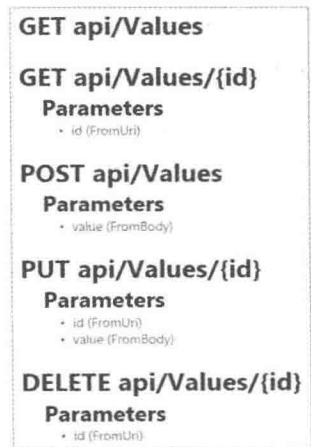 GET api/Values
GET api/Values/{id}
Parameters
• id (FromUri)
POST api/Values
Parameters
• value (FromBody)
PUT api/Values/{id}
Parameters
• id (FromUri)
• value (FromBody)
DELETE api/Values/{id}
Parameters
• id (FromUri)